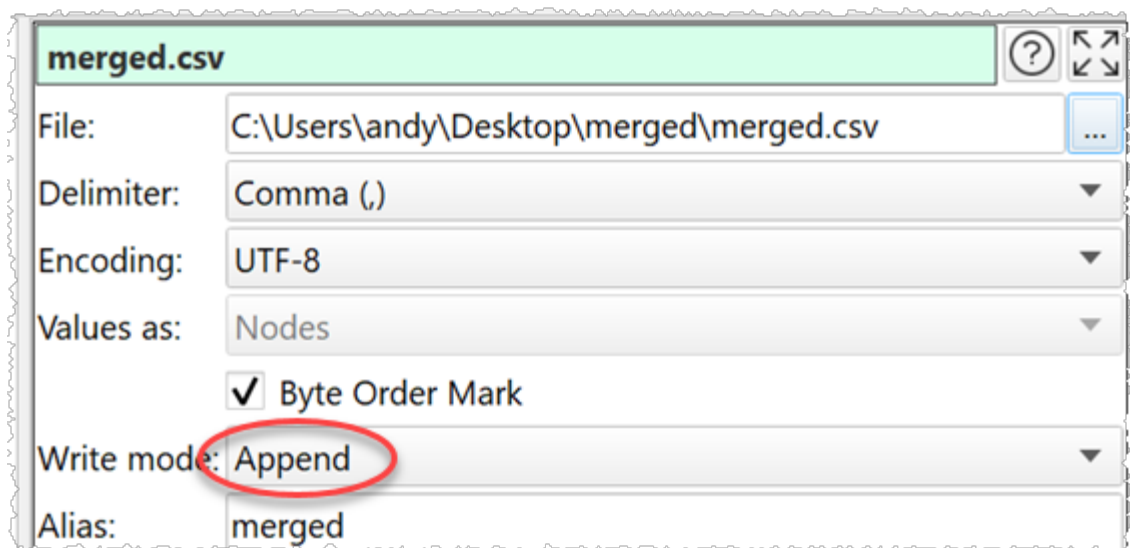 merged.csv ?
File: C:\Users\andy\Desktop\merged\merged.csv ...
Delimiter: Comma (,)
Encoding: UTF-8
Values as: Nodes
Byte Order Mark
Write mode: Append
Alias: merged